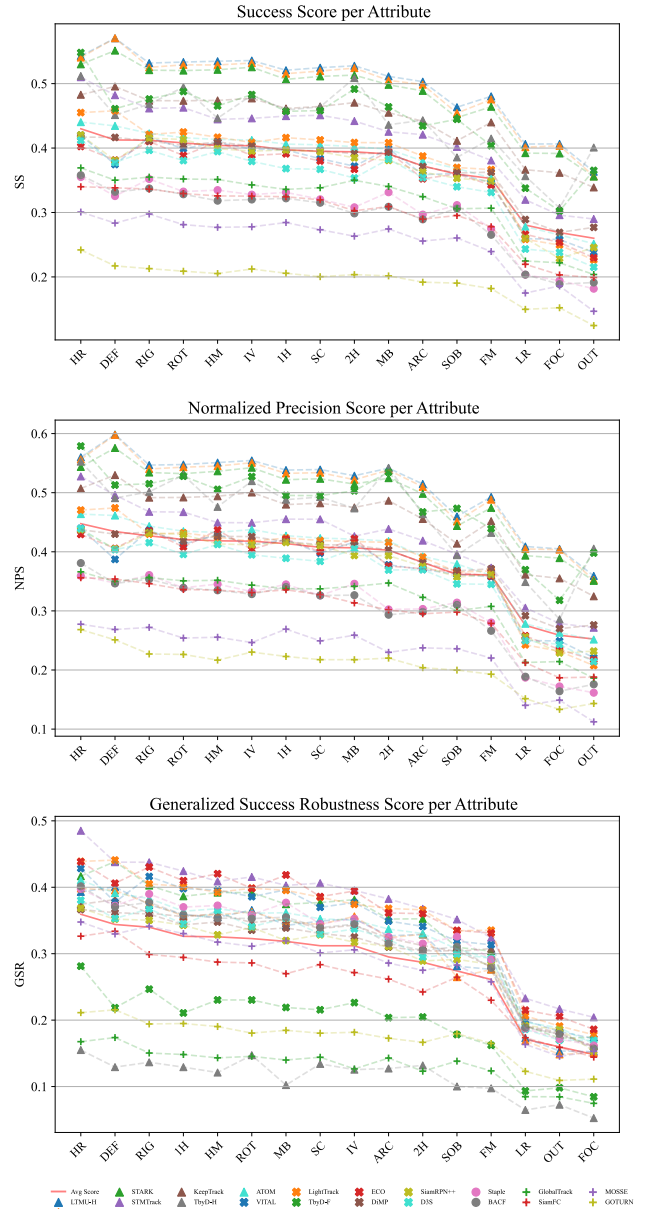 Success Score per Attribute
0.5
0.4
0.3
0.2
SS
HR DEF RIG ROT HM IV 1H SC 2H MB ARC SOB FM LR FOC OUT
Normalized Precision Score per Attribute
0.6
0.5
0.4
0.3
0.2
0.1
NPS
HR DEF RIG ROT HM IV 1H SC MB 2H ARC SOB FM LR FOC OUT
Generalized Success Robustness Score per Attribute
0.5
0.4
0.3
0.2
0.1
GSR
HR DEF RIG 1H HM ROT MB SC IV ARC 2H SOB FM LR OUT FOC
Avg Score STARK KeepTrack ATOM LightTrack ECO SiamRPN++ Staple GlobalTrack MOSSE
LTMU-H STMTrack TbyD-H VITAL TbyD-F DiMP D3S BACF SiamFC GOTURN